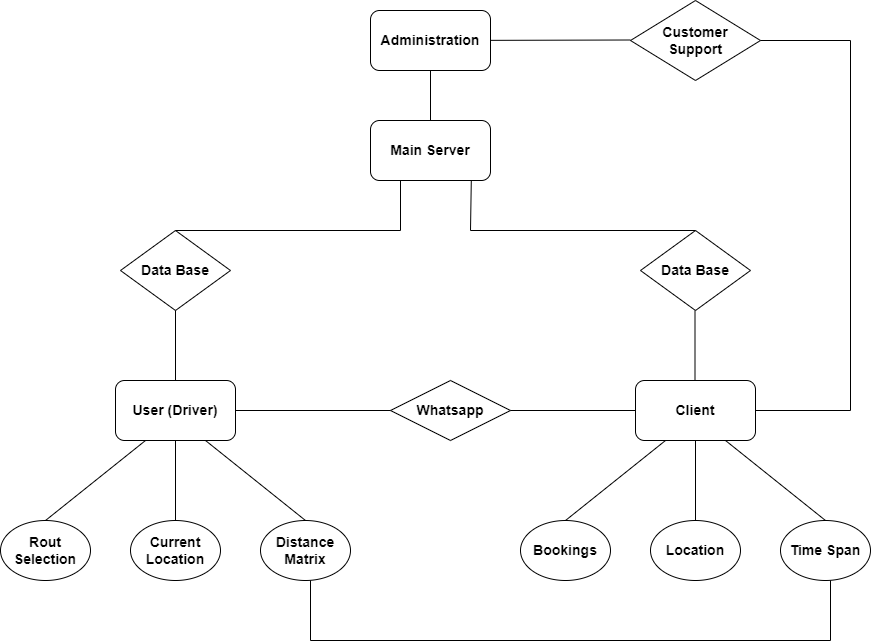 Administration
Customer
Support
Main Server
Data Base
Data Base
User (Driver)
Whatsapp
Client
Rout
Selection
Current
Location
Distance
Matrix
Bookings
Location
Time Span